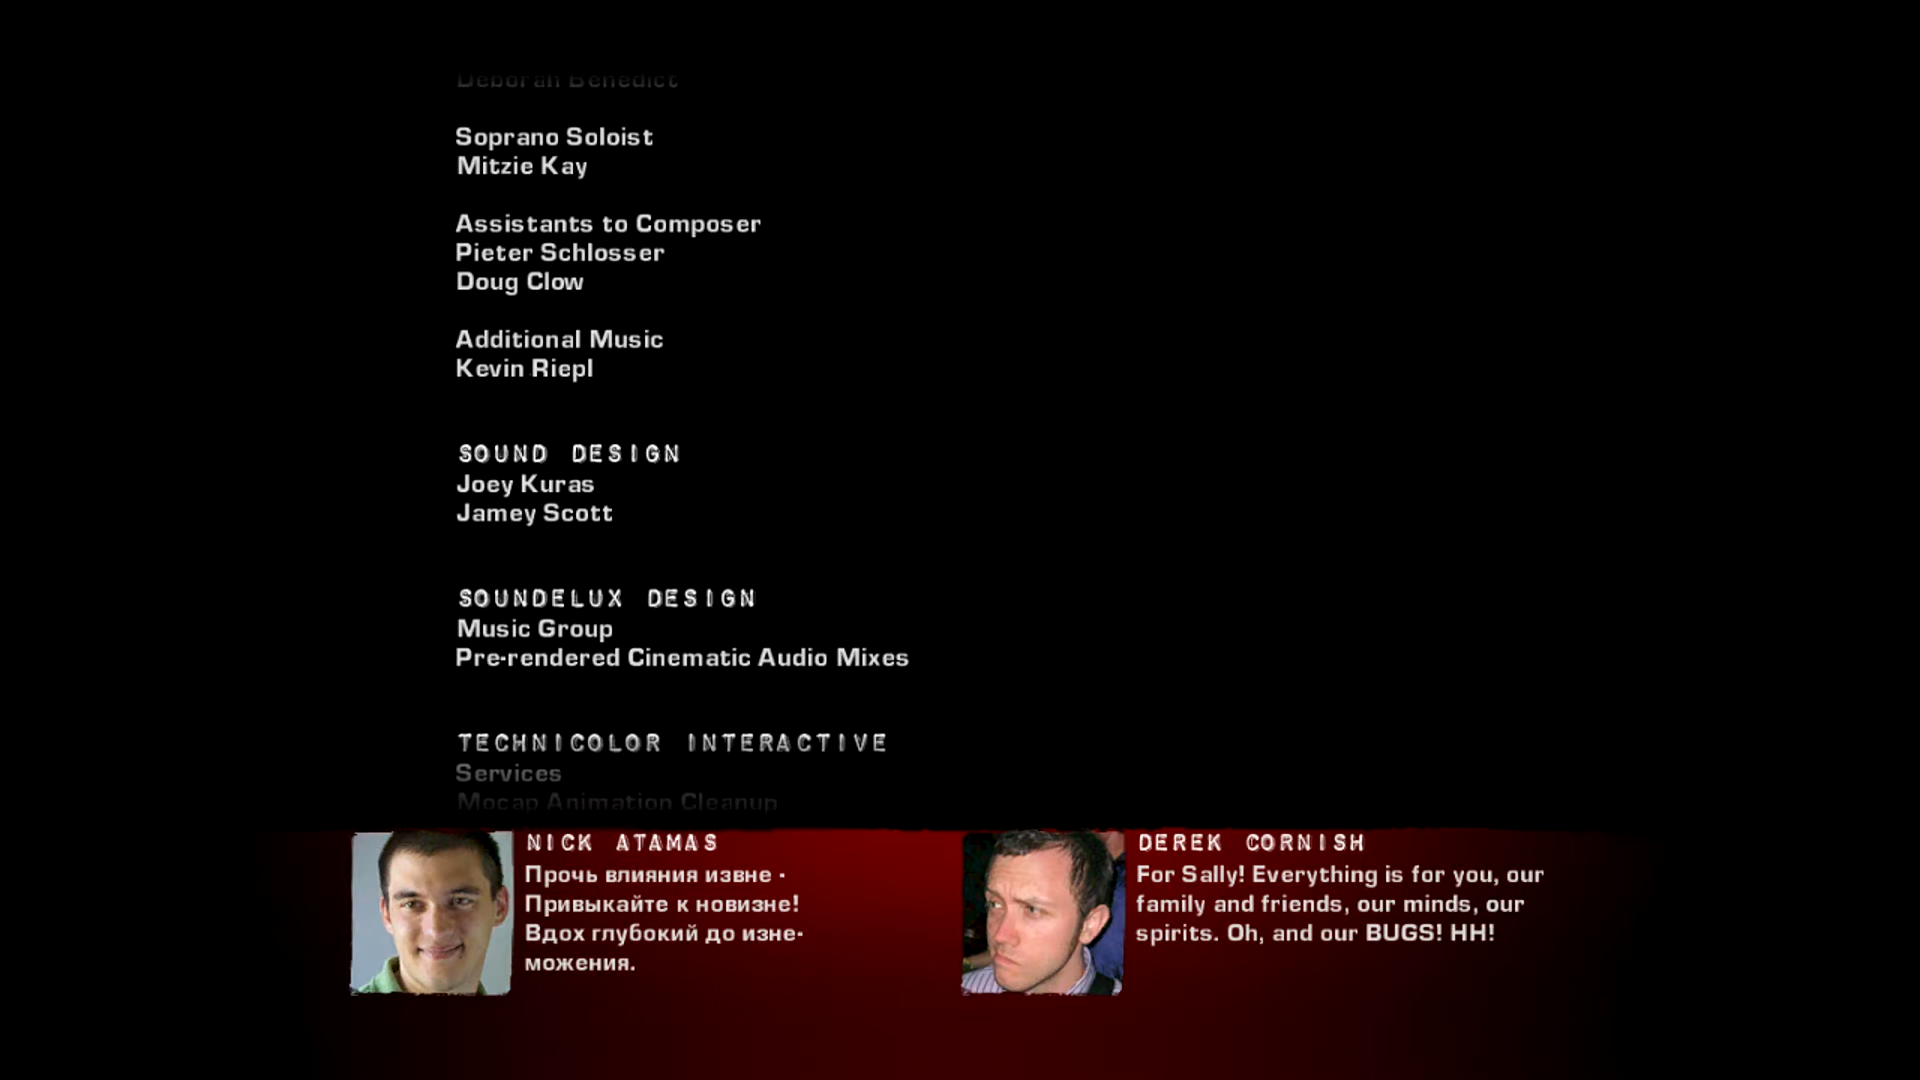 Deborah Benedict
Soprano Soloist
Mitzie Kay
Assistants to Composer
Pieter Schlosser
Doug Clow
Additional Music
Kevin Riepl
SOUND DESIGN
Joey Kuras
Jamey Scott
SOUNDELUX DESIGN
Music Group
Pre-rendered Cinematic Audio Mixes
TECHNICOLOR INTERACTIVE
Services
Mocap Animation Cleanup
NICK ATAMAS
Прочь влияния извне -
Привыкайте к новизне!
Вдох глубокий до изне-
можения.
DEREK CORNISH
For Sally! Everything is for you, our
family and friends, our minds, our
spirits. Oh, and our BUGS! HH!